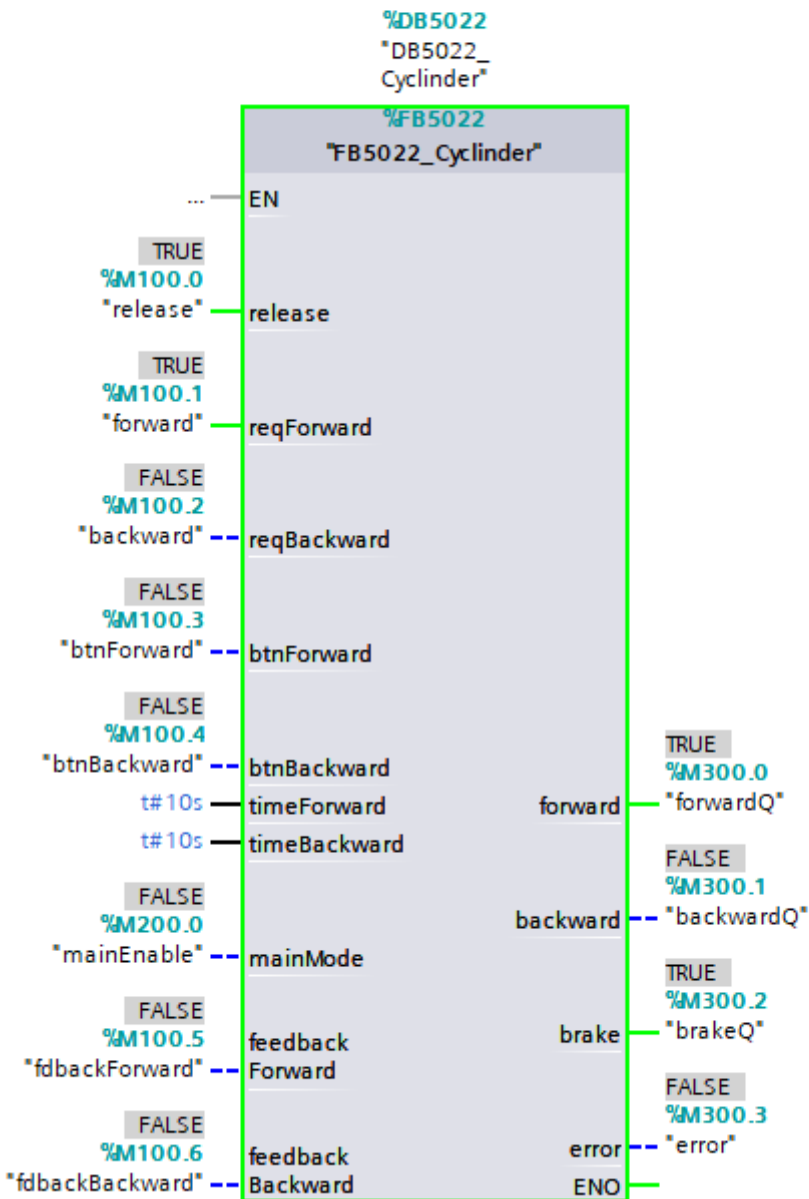 %DB5022
"DB5022_
Cyclinder"
%FB5022
"FB5022_Cyclinder"
... EN
TRUE
%M100.0
"release" release
TRUE
%M100.1
"forward" reqForward
FALSE
%M100.2
"backward" reqBackward
FALSE
%M100.3
"btnForward" btnForward
FALSE
%M100.4
"btnBackward" btnBackward
t#10s timeForward
t#10s timeBackward
FALSE
%M200.0
"mainEnable" mainMode
FALSE
%M100.5
"fdbackForward" feedback
Forward
FALSE
%M100.6
"fdbackBackward" feedback
Backward
TRUE
%M300.0
forward "forwardQ"
FALSE
%M300.1
backward "backwardQ"
TRUE
%M300.2
brake "brakeQ"
FALSE
%M300.3
error "error"
ENO